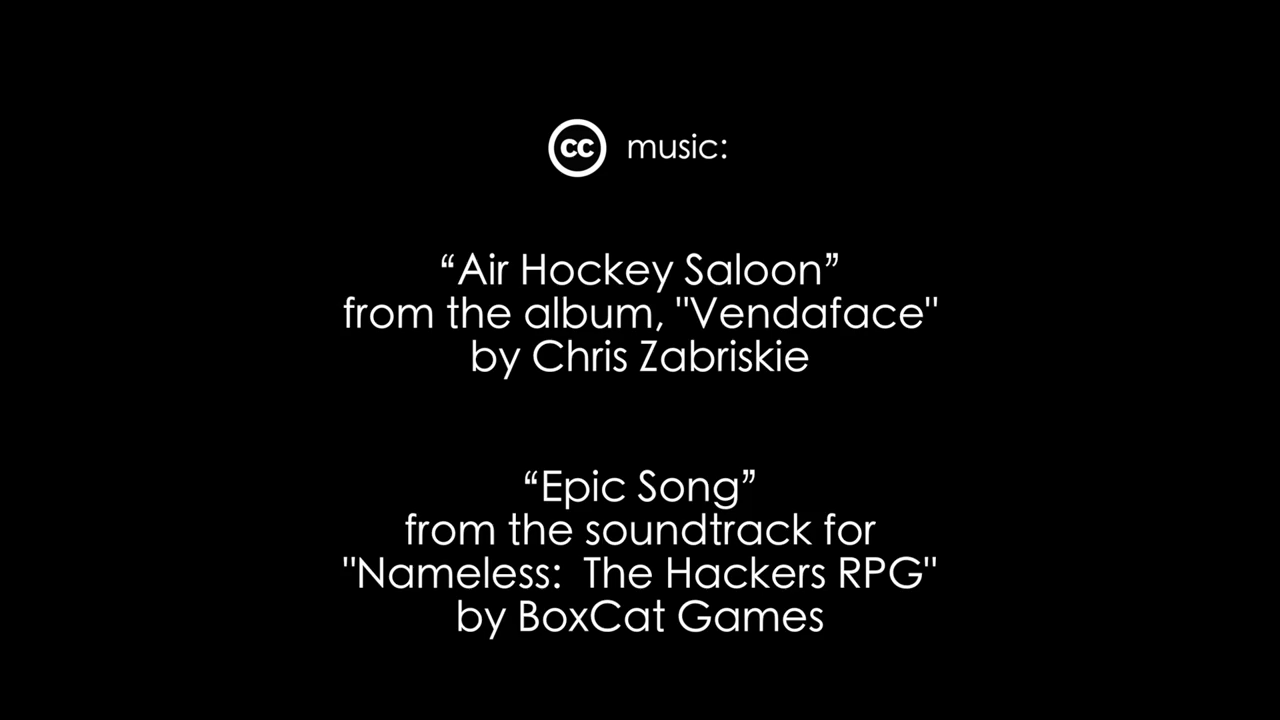 cc music:
“Air Hockey Saloon”
from the album, "Vendaface"
by Chris Zabriskie
“Epic Song”
from the soundtrack for
"Nameless:  The Hackers RPG"
by BoxCat Games